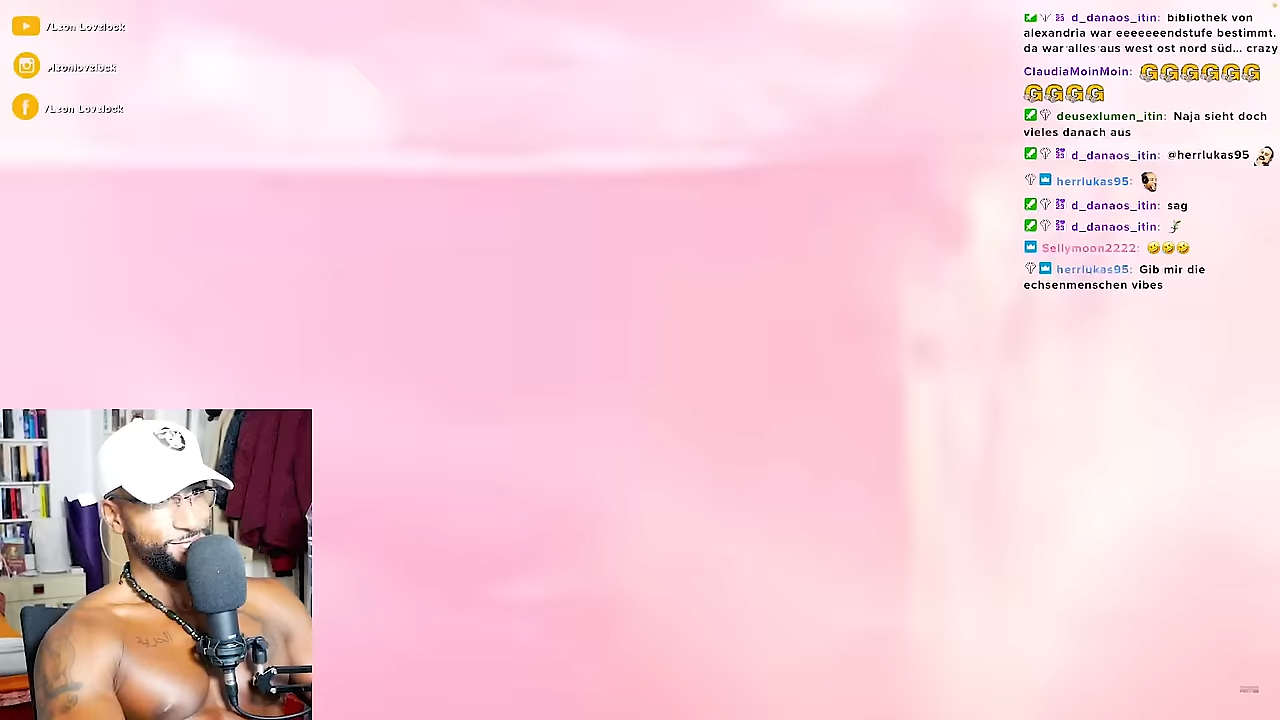 /Leon Lovelock
leonlovelock
/Leon Lovelock
d_danaos_itin: bibliothek von
alexandria war eeeeeeendstufe bestimmt.
da war alles aus west ost nord süd... crazy
ClaudiaMoinMoin:
deusexlumen_itin: Naja sieht doch
vieles danach aus
d_danaos_itin: @herrlukas95
herrlukas95:
d_danaos_itin: sag
d_danaos_itin:
Sellymoon2222: 🤣🤣🤣
herrlukas95: Gib mir die
echsenmenschen vibes